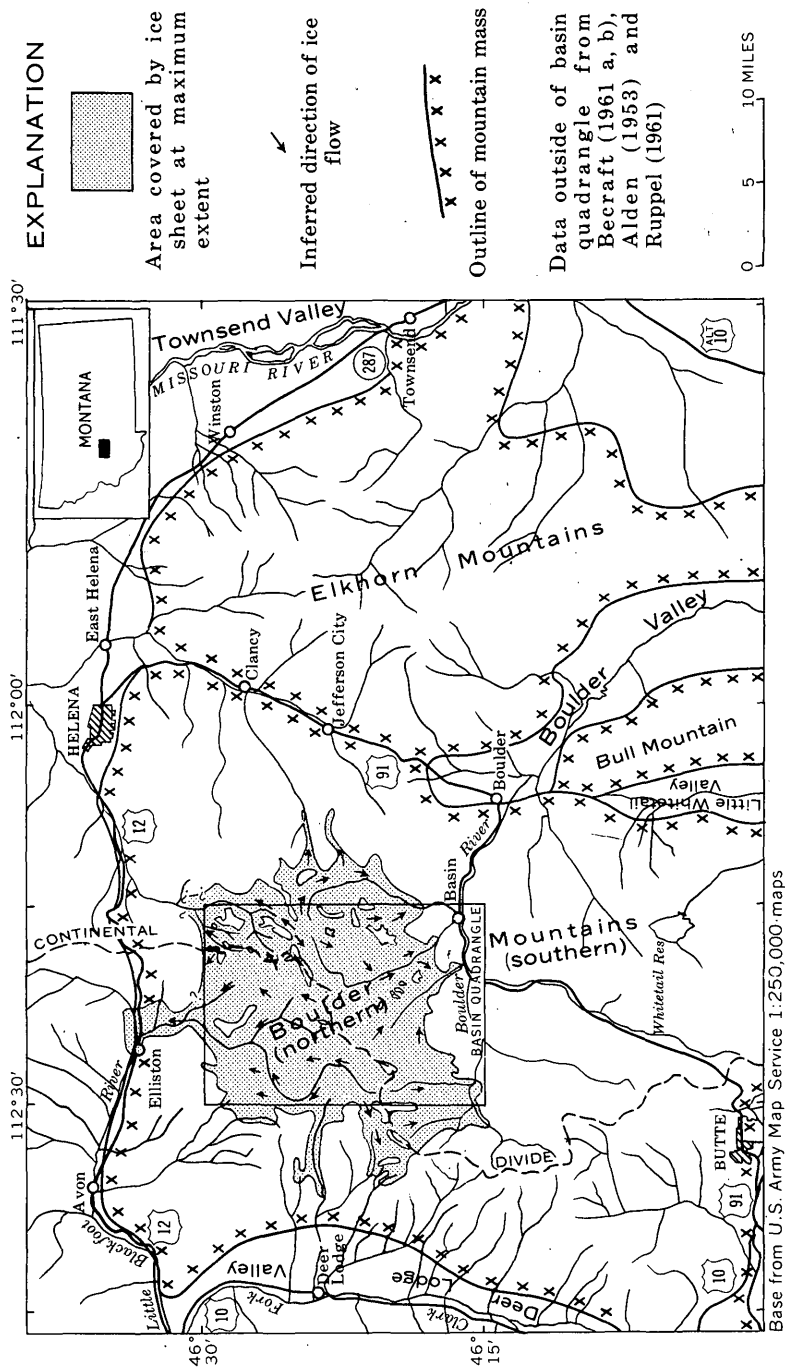 EXPLANATION
Area covered by ice
sheet at maximum
extent
Inferred direction of ice
flow
Outline of mountain mass
Data outside of basin
quadrangle from
Becraft (1961 a, b),
Alden (1953) and
Ruppel (1961)
0 5 10 MILES
112°30'
112°00'
111°30'
46°
30'
46°
15'
MONTANA
Townsend Valley
MISSOURI RIVER
287
Townsend
Winston
East Helena
HELENA
12
CONTINENTAL
Elliston
River
Avon
Blackfoot
Little
12
Clancy
Jefferson City
91
Elkhorn Mountains
Boulder
(northern)
Deer
Lodge
Valley
10
Fork
Clark
Deer Lodge
Basin
River
Boulder
Boulder
BASIN QUADRANGLE
Boulder Valley
Mountains
(southern)
Bull Mountain
Little Whitetail
Valley
Whitetail Res
DIVIDE
BUTTE
91
10
ALT
10
Base from U.S. Army Map Service 1:250,000 maps